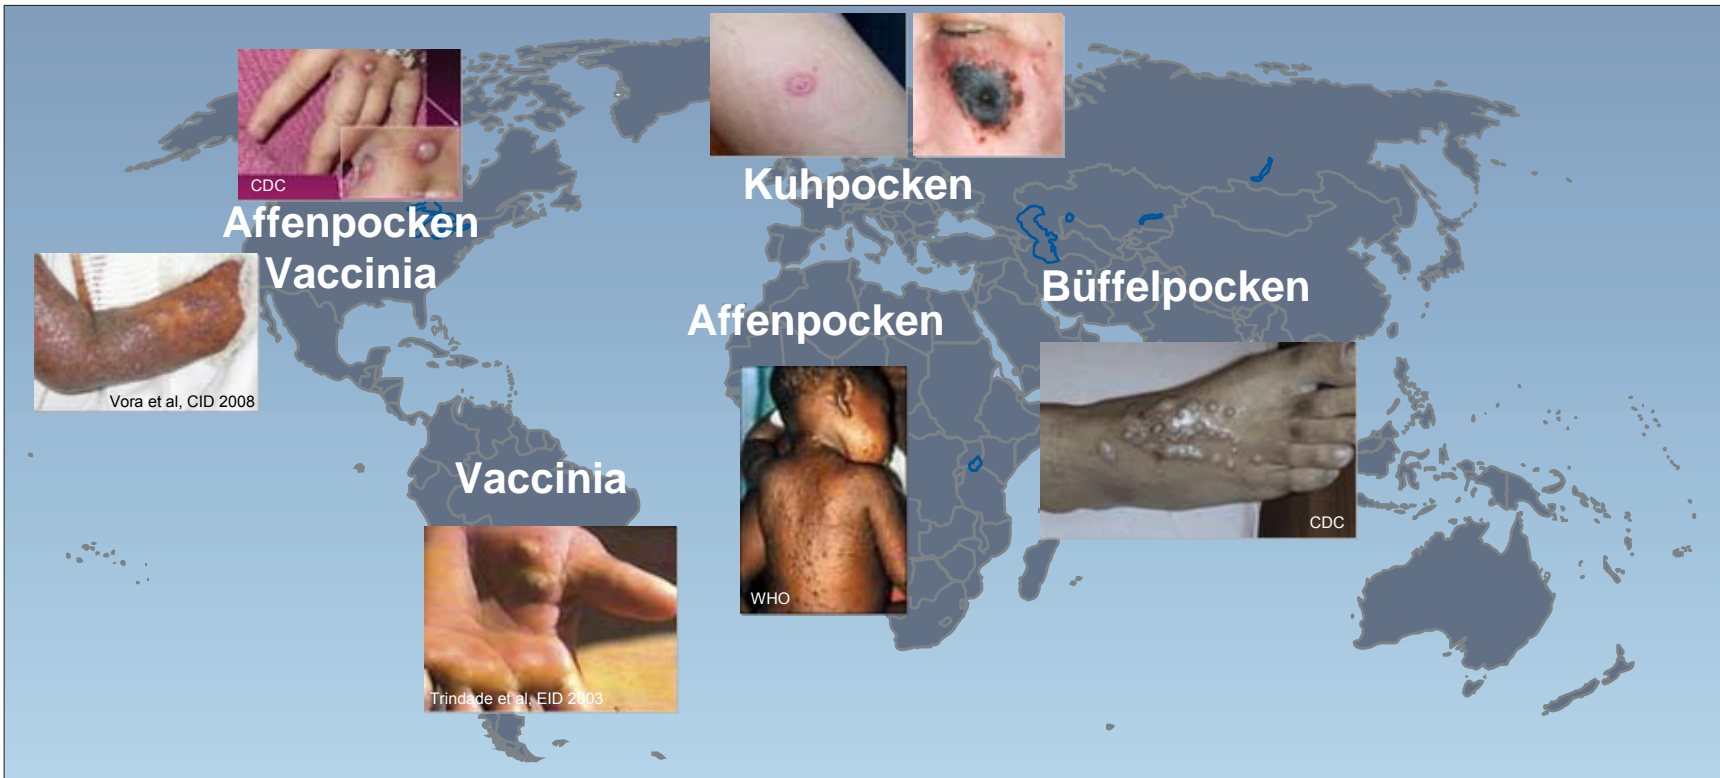 CDC
Affenpocken
Vaccinia
Vora et al, CID 2008
Kuhpocken
Affenpocken
Büffelpocken
Vaccinia
WHO
CDC
Trindade et al, EID 2003